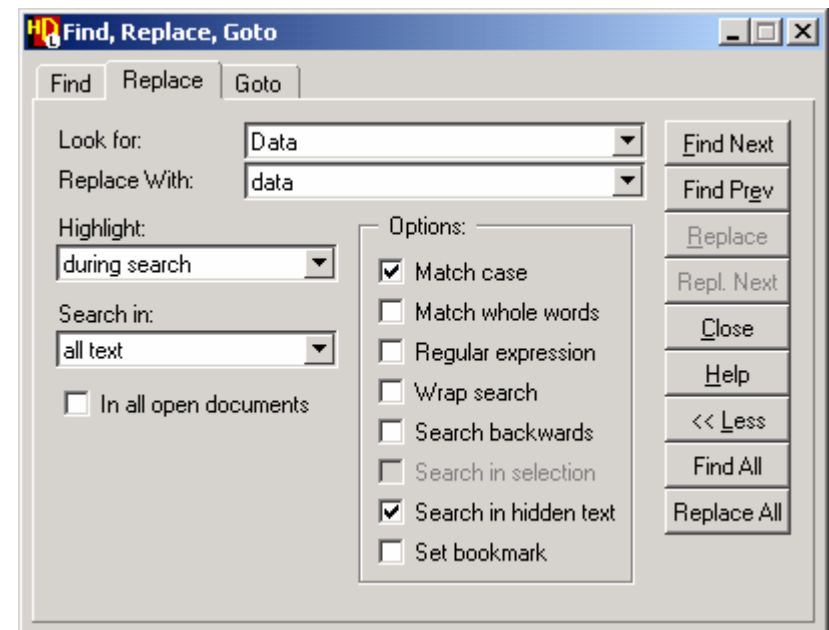 HDL Find, Replace, Goto
Find Replace Goto
Look for: Data
Replace With: data
Highlight:
during search
Search in:
all text
In all open documents
Options:
Match case
Match whole words
Regular expression
Wrap search
Search backwards
Search in selection
Search in hidden text
Set bookmark
Find Next
Find Prev
Replace
Repl. Next
Close
Help
<< Less
Find All
Replace All